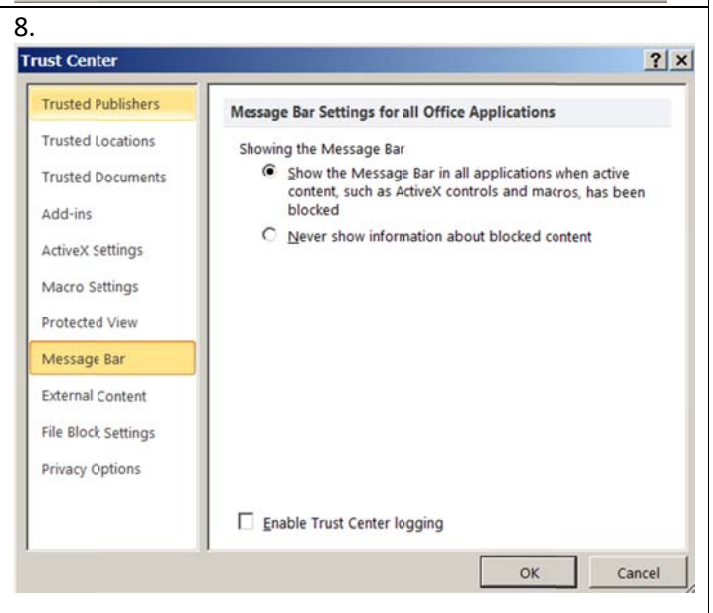 8.
Trust Center
? x
Trusted Publishers
Trusted Locations
Trusted Documents
Add-ins
ActiveX Settings
Macro Settings
Protected View
Message Bar
External Content
File Block Settings
Privacy Options
Message Bar Settings for all Office Applications
Showing the Message Bar
Show the Message Bar in all applications when active
content, such as ActiveX controls and macros, has been
blocked
Never show information about blocked content
Enable Trust Center logging
OK
Cancel